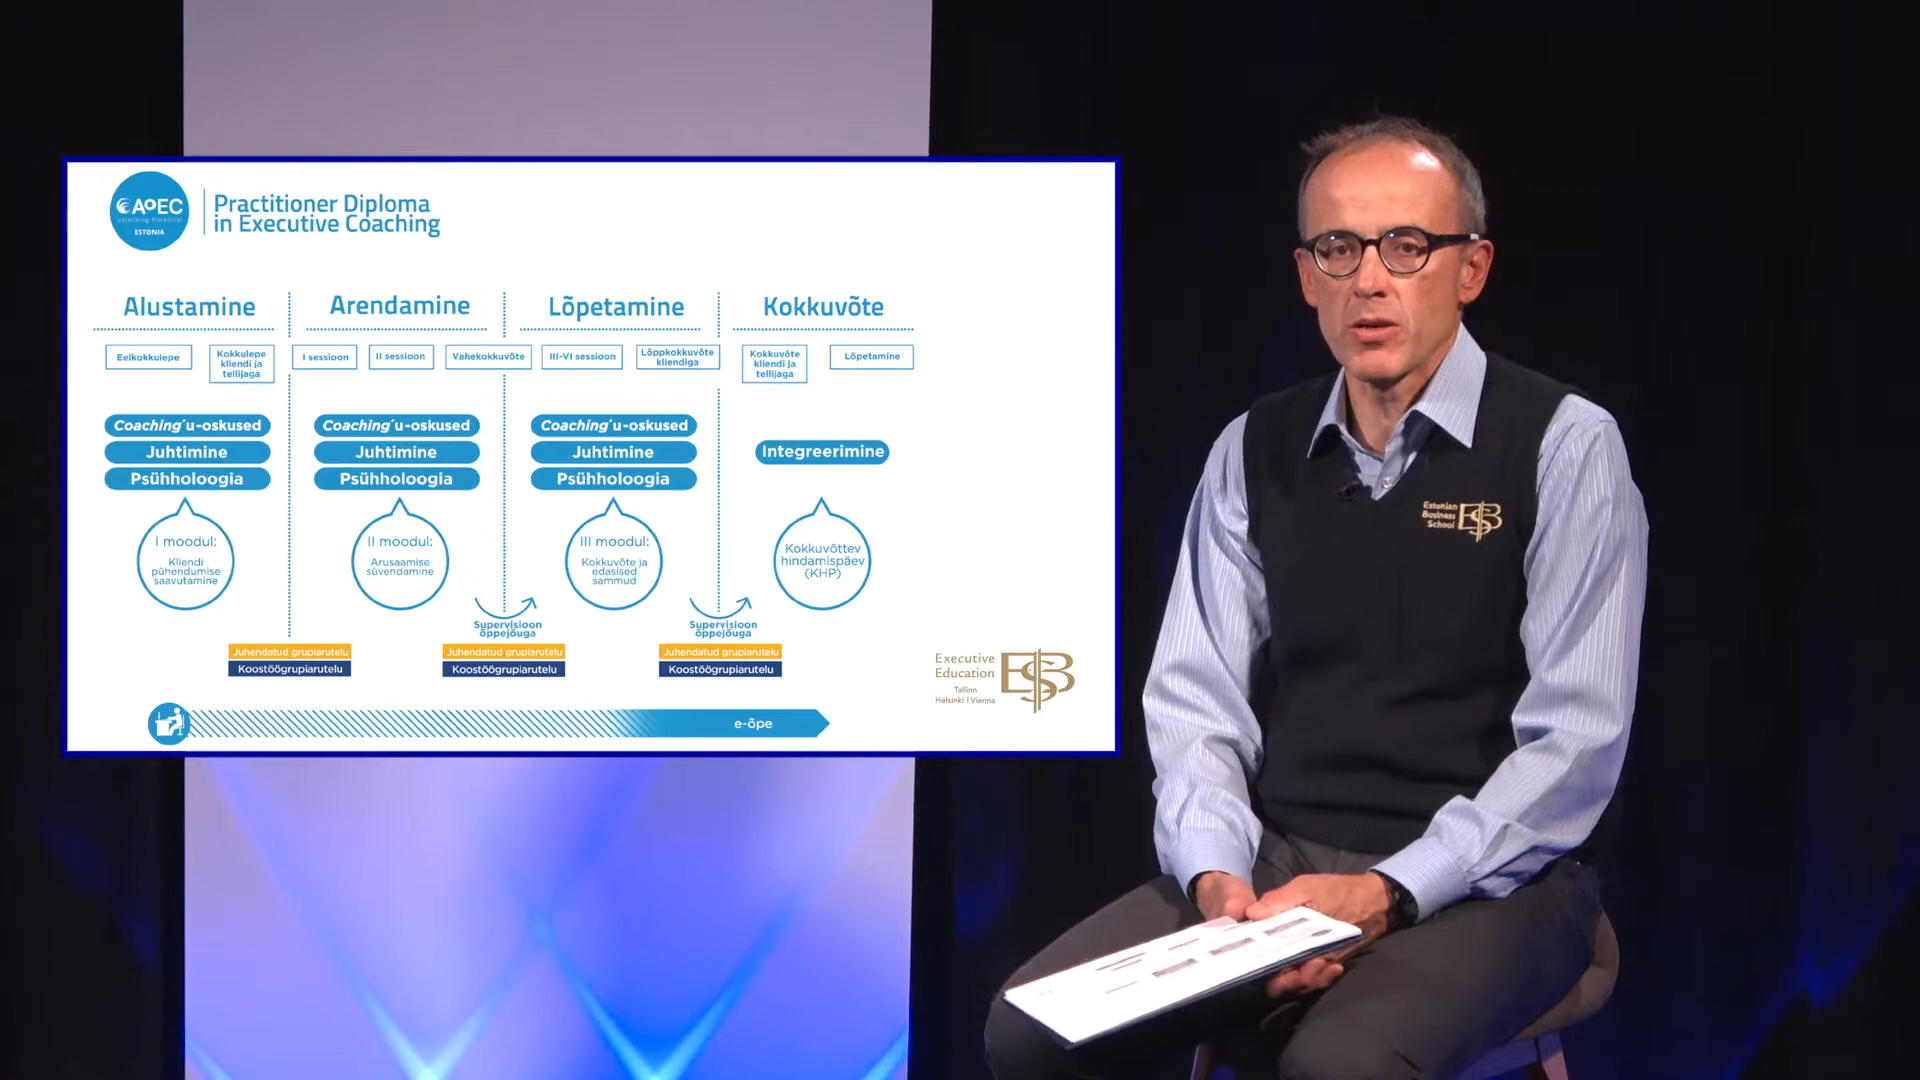 AoEC
Unlocking Potential
ESTONIA
Practitioner Diploma
in Executive Coaching
Alustamine
Arendamine
Lõpetamine
Kokkuvõte
Eelkokkulepe
Kokkulepe
kliendi ja
tellijaga
I sessioon
II sessioon
Vahekokkuvõte
III-VI sessioon
Lõppkokkuvõte
kliendiga
Kokkuvõte
kliendi ja
tellijaga
Lõpetamine
Coaching´u-oskused
Juhtimine
Psühholoogia
Coaching´u-oskused
Juhtimine
Psühholoogia
Coaching´u-oskused
Juhtimine
Psühholoogia
Integreerimine
I moodul:
Kliendi
pühendumise
saavutamine
II moodul:
Arusaamise
süvendamine
III moodul:
Kokkuvõte ja
edasised
sammud
Kokkuvõttev
hindamispäev
(KHP)
Supervisioon
õppejõuga
Supervisioon
õppejõuga
Juhendatud grupiarutelu
Koostöögrupiarutelu
Juhendatud grupiarutelu
Koostöögrupiarutelu
Juhendatud grupiarutelu
Koostöögrupiarutelu
e-õpe
Executive
Education
Tallinn
Helsinki | Vienna
EBS
Estonian
Business
School
EBS